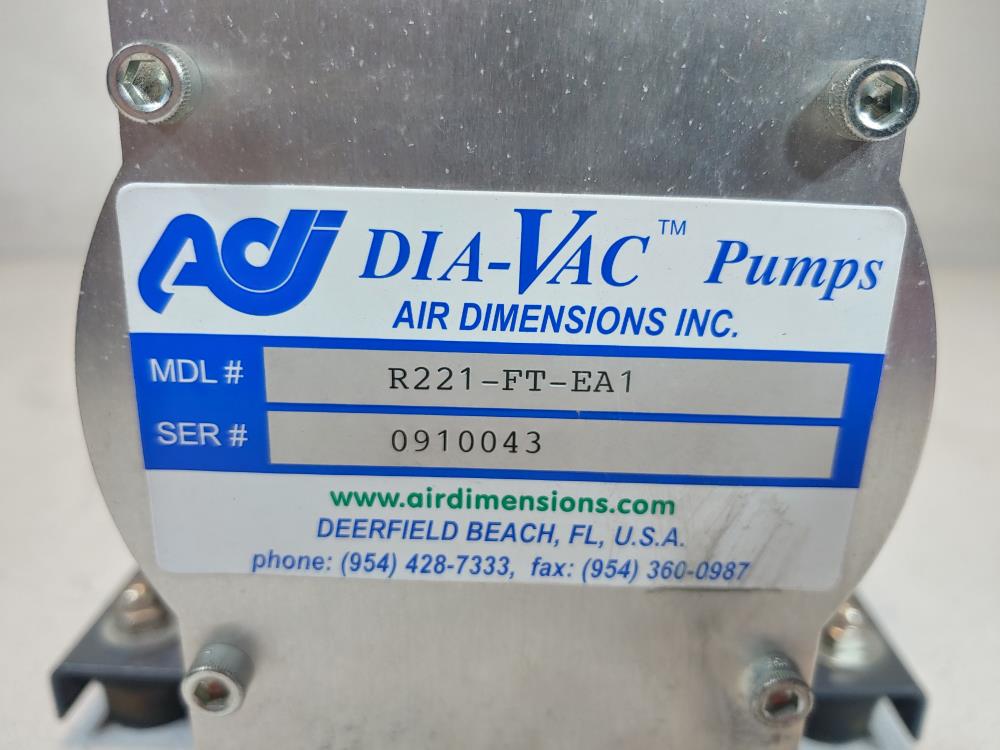 Adi DIA-VAC™ Pumps
AIR DIMENSIONS INC.
MDL # R221-FT-EA1
SER # 0910043
www.airdimensions.com
DEERFIELD BEACH, FL, U.S.A.
phone: (954) 428-7333, fax: (954) 360-0987